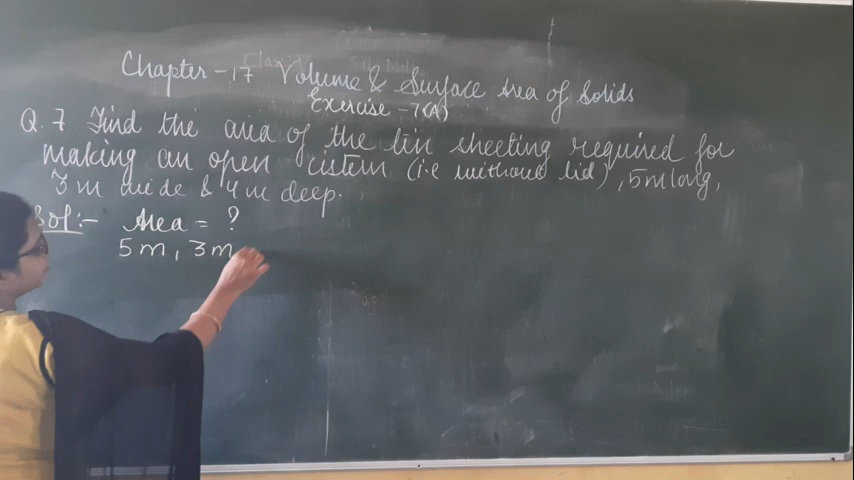 Chapter - 17 Volume & Surface Area of Solids
Exercise - 7(A)
Q. 7 Find the area of the tin sheeting required for
making an open cistern (i.e without lid), 5m long,
3m wide & 4m deep.
Sol:- Area = ?
5m, 3m